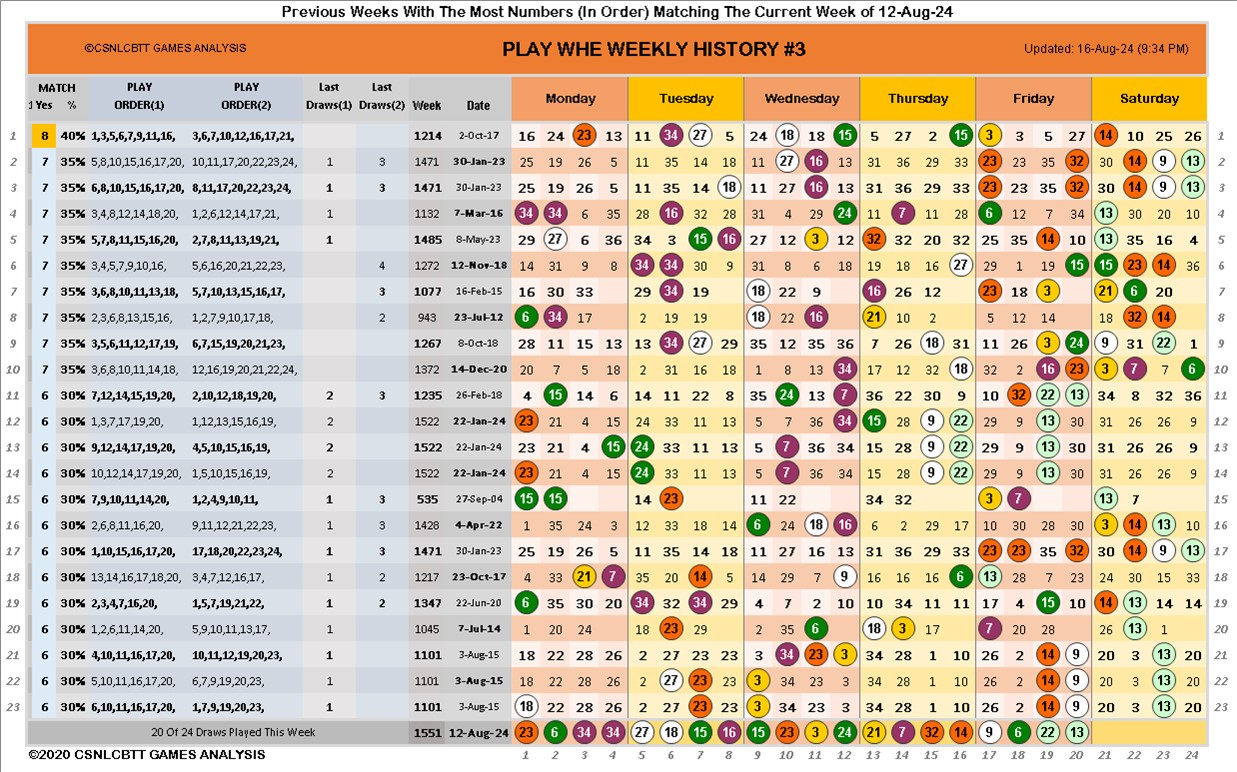 Previous Weeks With The Most Numbers (In Order) Matching The Current Week of 12-Aug-24
©CSNLCBTT GAMES ANALYSIS PLAY WHE WEEKLY HISTORY #3 Updated: 16-Aug-24 (9:34 PM)
MATCH PLAY PLAY Last Last
1 Yes % ORDER(1) ORDER(2) Draws(1) Draws(2) Week Date Monday Tuesday Wednesday Thursday Friday Saturday
1 8 40% 1,3,5,6,7,9,11,16, 3,6,7,10,12,16,17,21, 1214 2-Oct-17 16 24 23 13 11 34 27 5 24 18 18 15 5 27 2 15 3 3 5 27 14 10 25 26 1
2 7 35% 5,8,10,15,16,17,20, 10,11,17,20,22,23,24, 1 3 1471 30-Jan-23 25 19 26 5 11 35 14 18 11 27 16 13 31 36 29 33 23 23 35 32 30 14 9 13 2
3 7 35% 6,8,10,15,16,17,20, 8,11,17,20,22,23,24, 1 3 1471 30-Jan-23 25 19 26 5 11 35 14 18 11 27 16 13 31 36 29 33 23 23 35 32 30 14 9 13 3
4 7 35% 3,4,8,12,14,18,20, 1,2,6,12,14,17,21, 1 1132 7-Mar-16 34 34 6 35 28 16 32 28 31 4 29 24 11 7 11 28 6 12 7 34 13 30 20 10 4
5 7 35% 5,7,8,11,15,16,20, 2,7,8,11,13,19,21, 1 1485 8-May-23 29 27 6 36 34 3 15 16 27 12 3 12 32 32 20 32 25 35 14 10 13 35 16 4 5
6 7 35% 3,4,5,7,9,10,16, 5,6,16,20,21,22,23, 4 1272 12-Nov-18 14 31 9 8 34 34 30 9 31 8 6 18 19 18 16 27 29 1 19 15 15 23 14 36 6
7 7 35% 3,6,8,10,11,13,18, 5,7,10,13,15,16,17, 3 1077 16-Feb-15 16 30 33 29 34 19 18 22 9 16 26 12 23 18 3 21 6 20 7
8 7 35% 2,3,6,8,13,15,16, 1,2,7,9,10,17,18, 2 943 23-Jul-12 6 34 17 2 19 19 18 22 16 21 10 2 5 12 14 18 32 14 8
9 7 35% 3,5,6,11,12,17,19, 6,7,15,19,20,21,23, 1267 8-Oct-18 28 11 15 13 13 34 27 29 35 12 35 36 7 26 18 31 11 26 3 24 9 31 22 1 9
10 7 35% 3,6,8,10,11,14,18, 12,16,19,20,21,22,24, 1372 14-Dec-20 20 7 5 18 2 31 16 18 1 8 13 34 17 12 32 18 32 2 16 23 3 7 7 6 10
11 6 30% 7,12,14,15,19,20, 2,10,12,18,19,20, 2 3 1235 26-Feb-18 4 15 14 6 14 11 22 8 35 24 13 7 36 22 30 9 10 32 22 13 34 8 32 36 11
12 6 30% 1,3,7,17,19,20, 1,12,13,15,16,19, 2 1522 22-Jan-24 23 21 4 15 24 33 11 13 5 7 36 34 15 28 9 22 29 9 13 30 31 26 26 9 12
13 6 30% 9,12,14,17,19,20, 4,5,10,15,16,19, 2 1522 22-Jan-24 23 21 4 15 24 33 11 13 5 7 36 34 15 28 9 22 29 9 13 30 31 26 26 9 13
14 6 30% 10,12,14,17,19,20, 1,5,10,15,16,19, 2 1522 22-Jan-24 23 21 4 15 24 33 11 13 5 7 36 34 15 28 9 22 29 9 13 30 31 26 26 9 14
15 6 30% 7,9,10,11,14,20, 1,2,4,9,10,11, 1 3 535 27-Sep-04 15 15 14 23 11 22 34 32 3 7 13 7 15
16 6 30% 2,6,8,11,16,20, 9,11,12,21,22,23, 1 3 1428 4-Apr-22 1 35 24 3 12 33 18 14 6 24 18 16 6 2 29 17 10 30 28 30 3 14 13 10 16
17 6 30% 1,10,15,16,17,20, 17,18,20,22,23,24, 1 3 1471 30-Jan-23 25 19 26 5 11 35 14 18 11 27 16 13 31 36 29 33 23 23 35 32 30 14 9 13 17
18 6 30% 13,14,16,17,18,20, 3,4,7,12,16,17, 1 2 1217 23-Oct-17 4 33 21 7 35 20 14 5 14 29 7 9 16 16 16 6 13 28 7 23 24 30 15 33 18
19 6 30% 2,3,4,7,16,20, 1,5,7,19,21,22, 1 2 1347 22-Jun-20 6 35 30 20 34 32 34 29 4 7 2 10 10 34 11 11 17 4 15 10 14 13 14 14 19
20 6 30% 1,2,6,11,14,20, 5,9,10,11,13,17, 1 1045 7-Jul-14 1 20 24 18 23 29 2 35 6 18 3 17 7 20 28 26 13 1 20
21 6 30% 4,10,11,16,17,20, 10,11,12,19,20,23, 1 1101 3-Aug-15 18 22 28 26 2 27 23 23 3 34 23 3 34 28 1 10 26 2 14 9 20 3 23 20 21
22 6 30% 5,10,11,16,17,20, 6,7,9,19,20,23, 1 1101 3-Aug-15 18 22 28 26 2 27 23 23 3 34 23 3 34 28 1 10 26 2 14 9 20 3 23 20 22
23 6 30% 6,10,11,16,17,20, 1,7,9,19,20,23, 1 1101 3-Aug-15 18 22 28 26 2 27 23 23 3 34 23 3 34 28 1 10 26 2 14 9 20 3 13 20 23
20 Of 24 Draws Played This Week 1551 12-Aug-24 23 6 34 34 27 18 15 16 15 23 3 24 21 7 32 14 9 6 22 13
©2020 CSNLCBTT GAMES ANALYSIS 1 2 3 4 5 6 7 8 9 10 11 12 13 14 15 16 17 18 19 20 21 22 23 24